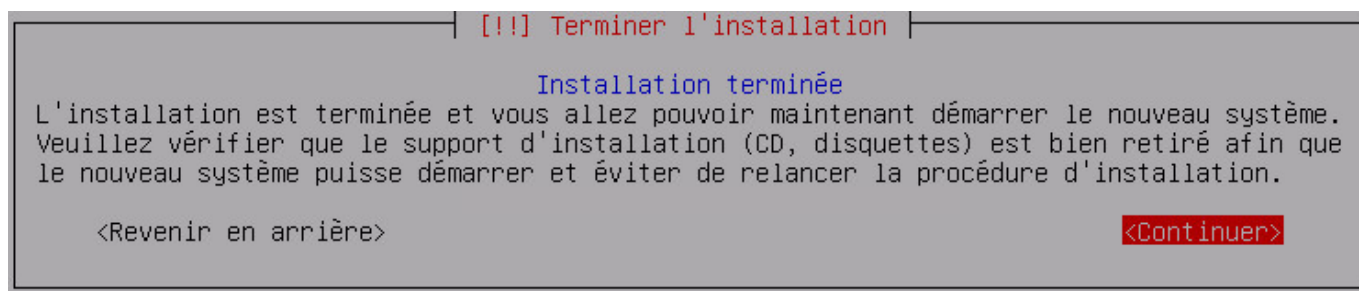 [!!] Terminer l'installation
Installation terminée
L'installation est terminée et vous allez pouvoir maintenant démarrer le nouveau système.
Veuillez vérifier que le support d'installation (CD, disquettes) est bien retiré afin que
le nouveau système puisse démarrer et éviter de relancer la procédure d'installation.
<Revenir en arrière> <Continuer>